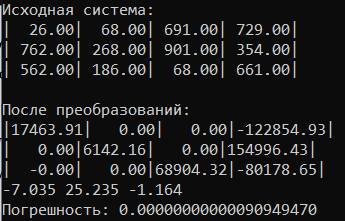 Исходная система:
|  26.00|  68.00| 691.00| 729.00|
| 762.00| 268.00| 901.00| 354.00|
| 562.00| 186.00|  68.00| 661.00|

После преобразований:
|17463.91|   0.00|   0.00|-122854.93|
|   0.00|6142.16|   0.00|154996.43|
|  -0.00|   0.00|68904.32|-80178.65|
-7.035 25.235 -1.164
Погрешность: 0.00000000000090949470